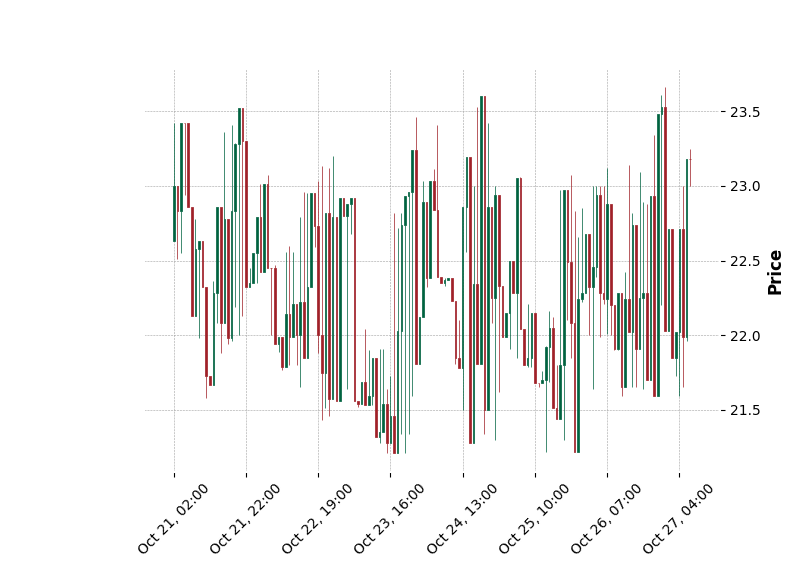 23.5
23.0
22.5
22.0
21.5
Price
Oct 21, 02:00
Oct 21, 22:00
Oct 22, 19:00
Oct 23, 16:00
Oct 24, 13:00
Oct 25, 10:00
Oct 26, 07:00
Oct 27, 04:00